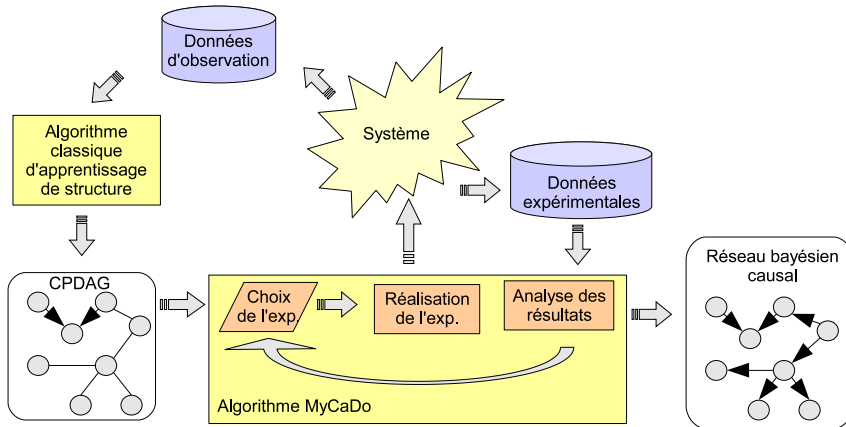 Données
d'observation
Système
Algorithme
classique
d'apprentissage
de structure
Données
expérimentales
CPDAG
Choix
de l'exp.
Réalisation
de l'exp.
Analyse des
résultats
Algorithme MyCaDo
Réseau bayésien
causal